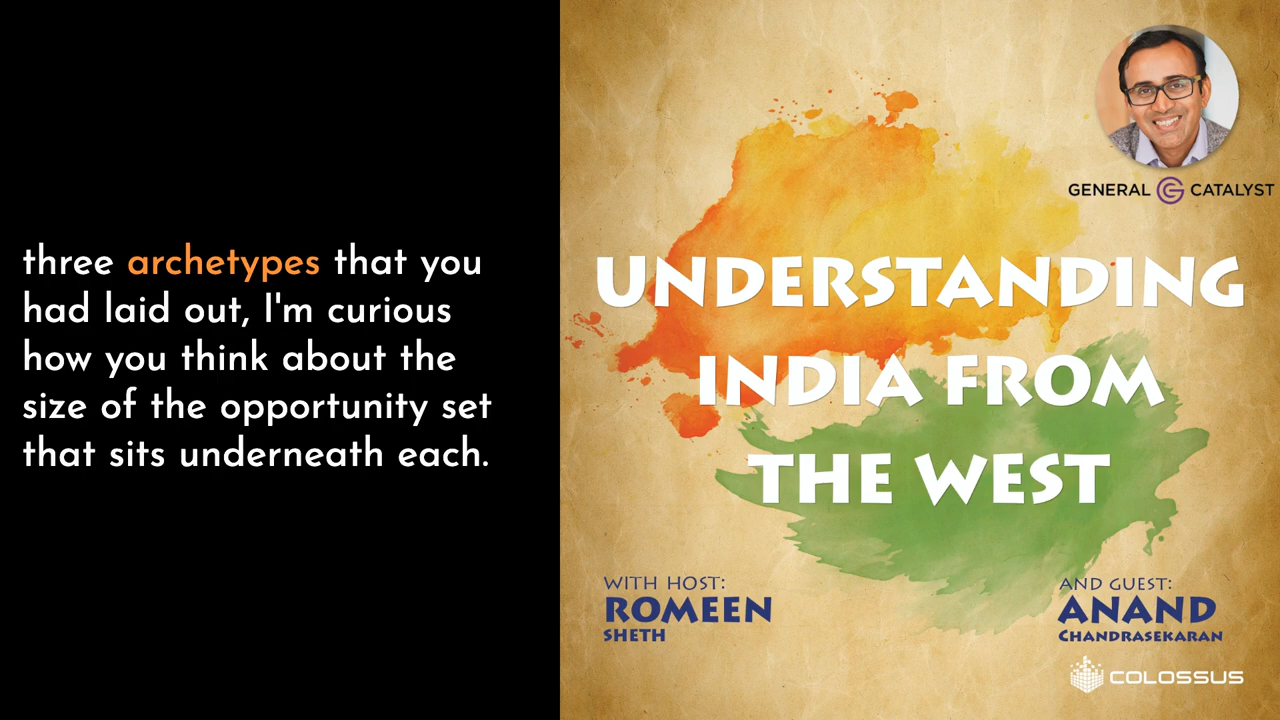 three archetypes that you
had laid out, I'm curious
how you think about the
size of the opportunity set
that sits underneath each.
GENERAL CATALYST
UNDERSTANDING
INDIA FROM
THE WEST
WITH HOST:
ROMEEN
SHETH
AND GUEST:
ANAND
CHANDRASEKARAN
COLOSSUS